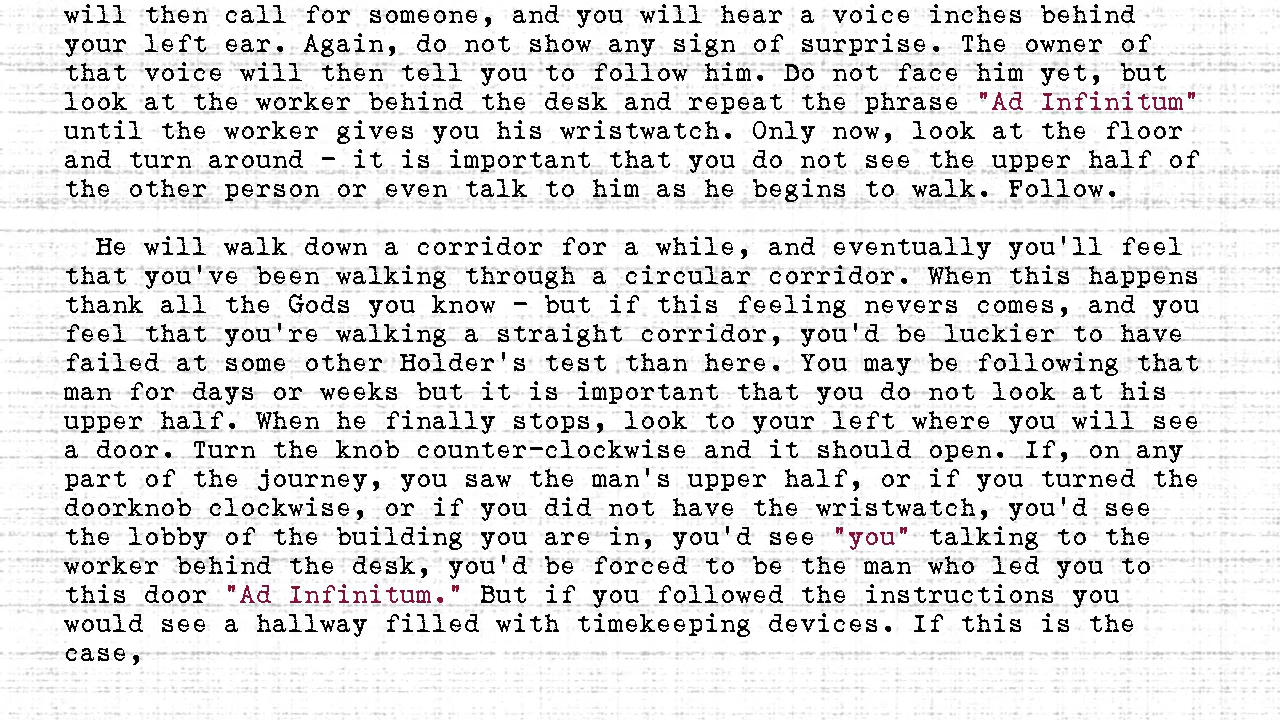 will then call for someone, and you will hear a voice inches behind
your left ear. Again, do not show any sign of surprise. The owner of
that voice will then tell you to follow him. Do not face him yet, but
look at the worker behind the desk and repeat the phrase "Ad Infinitum"
until the worker gives you his wristwatch. Only now, look at the floor
and turn around - it is important that you do not see the upper half of
the other person or even talk to him as he begins to walk. Follow.
He will walk down a corridor for a while, and eventually you'll feel
that you've been walking through a circular corridor. When this happens
thank all the Gods you know - but if this feeling nevers comes, and you
feel that you're walking a straight corridor, you'd be luckier to have
failed at some other Holder's test than here. You may be following that
man for days or weeks but it is important that you do not look at his
upper half. When he finally stops, look to your left where you will see
a door. Turn the knob counter-clockwise and it should open. If, on any
part of the journey, you saw the man's upper half, or if you turned the
doorknob clockwise, or if you did not have the wristwatch, you'd see
the lobby of the building you are in, you'd see "you" talking to the
worker behind the desk, you'd be forced to be the man who led you to
this door "Ad Infinitum." But if you followed the instructions you
would see a hallway filled with timekeeping devices. If this is the
case,